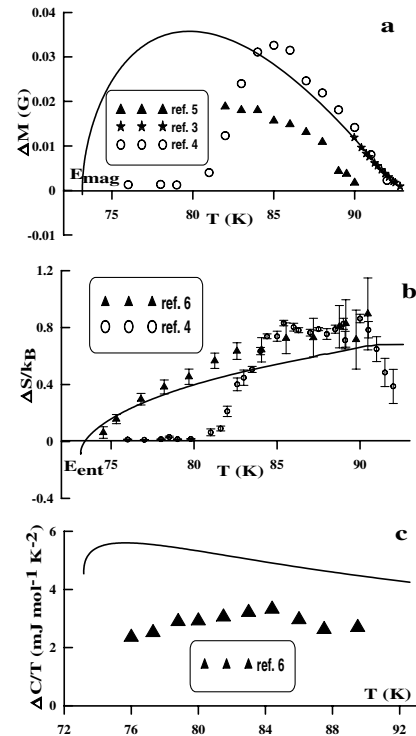 a
0.04
0.03
0.02
0.01
0
-0.01
ΔM (G)
ref. 5
ref. 3
ref. 4
Emag
75 80 85 90
T (K)
b
1.2
0.8
0.4
0
-0.4
ΔS/kB
ref. 6
ref. 4
Eent
75 80 85 90
T (K)
c
6
4
2
0
ΔC/T (mJ mol-1 K-2)
ref. 6
T (K)
72 76 80 84 88 92